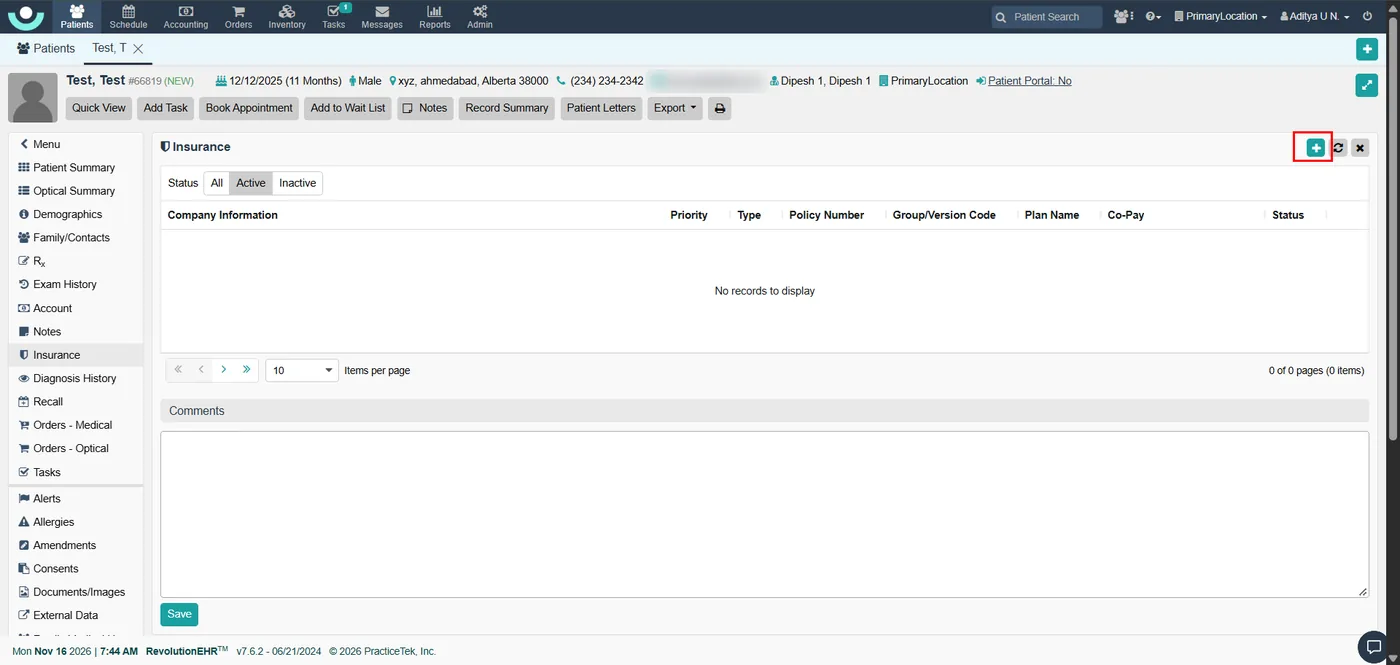 Patients Schedule Accounting Orders Inventory Tasks 1 Messages Reports Admin Patient Search PrimaryLocation Aditya U N.
Patients Test, T
Test, Test #66819 (NEW) 12/12/2025 (11 Months) Male xyz, ahmedabad, Alberta 38000 (234) 234-2342 Dipesh 1, Dipesh 1 PrimaryLocation Patient Portal: No
Quick View Add Task Book Appointment Add to Wait List Notes Record Summary Patient Letters Export
Menu
Patient Summary
Optical Summary
Demographics
Family/Contacts
Rx
Exam History
Account
Notes
Insurance
Diagnosis History
Recall
Orders - Medical
Orders - Optical
Tasks
Alerts
Allergies
Amendments
Consents
Documents/Images
External Data
Insurance
Status All Active Inactive
Company Information Priority Type Policy Number Group/Version Code Plan Name Co-Pay Status
No records to display
10 Items per page 0 of 0 pages (0 items)
Comments
Save
Mon Nov 16 2026 | 7:44 AM RevolutionEHR™ v7.6.2 - 06/21/2024 © 2026 PracticeTek, Inc.